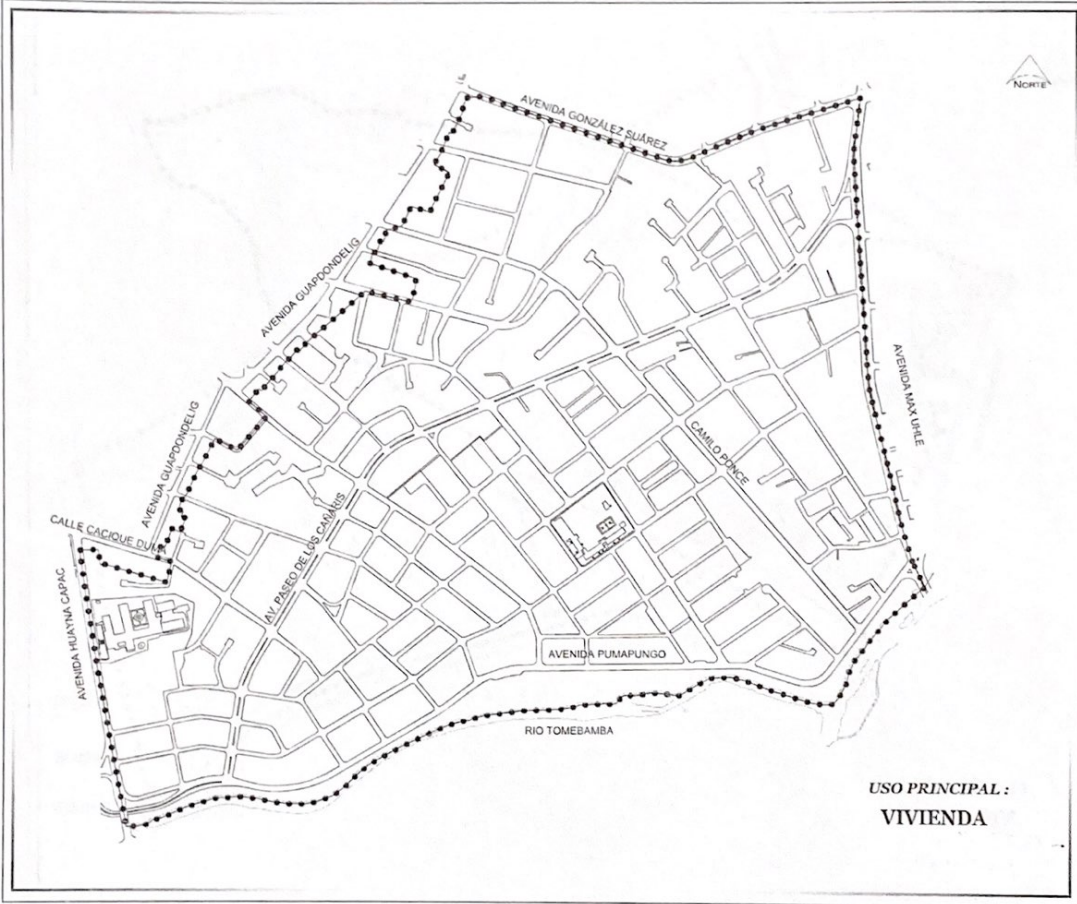 NORTE
AVENIDA GONZÁLEZ SUÁREZ
AVENIDA GUAPDONDELIG
AVENIDA MAX UHLE
AVENIDA GUAPDONDELIG
CAMILO PONCE
CALLE CACIQUE DUMA
AV. PASEO DE LOS CAÑARIS
AVENIDA HUAYNA CAPAC
AVENIDA PUMAPUNGO
RIO TOMEBAMBA
USO PRINCIPAL :
VIVIENDA